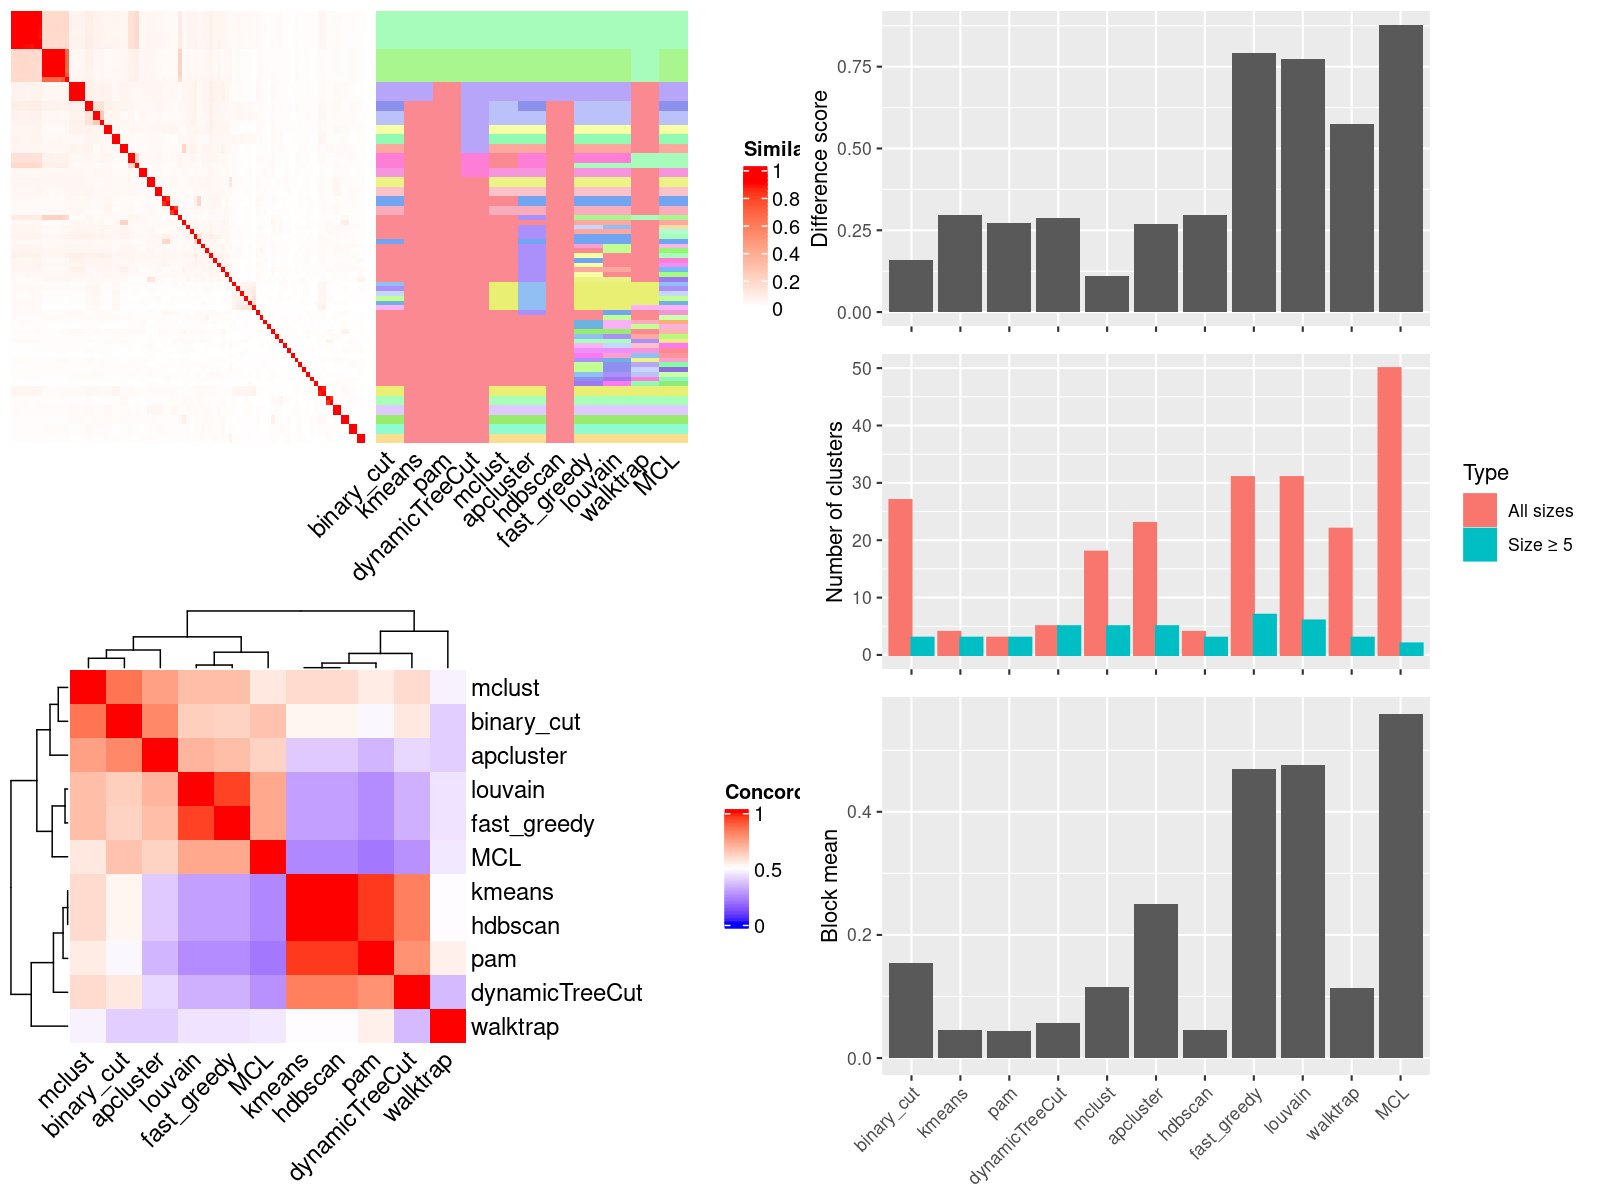 Simila
1
0.8
0.6
0.4
0.2
0
binary_cut
kmeans
pam
dynamicTreeCut
mclust
apcluster
hdbscan
fast_greedy
louvain
walktrap
MCL
mclust
binary_cut
apcluster
louvain
fast_greedy
MCL
kmeans
hdbscan
pam
dynamicTreeCut
walktrap
mclust
binary_cut
apcluster
louvain
fast_greedy
MCL
kmeans
hdbscan
pam
dynamicTreeCut
walktrap
Concord
1
0.5
0
Difference score
0.75
0.50
0.25
0.00
Number of clusters
50
40
30
20
10
0
Type
All sizes
Size ≥ 5
Block mean
0.4
0.2
0.0
binary_cut
kmeans
pam
dynamicTreeCut
mclust
apcluster
hdbscan
fast_greedy
louvain
walktrap
MCL